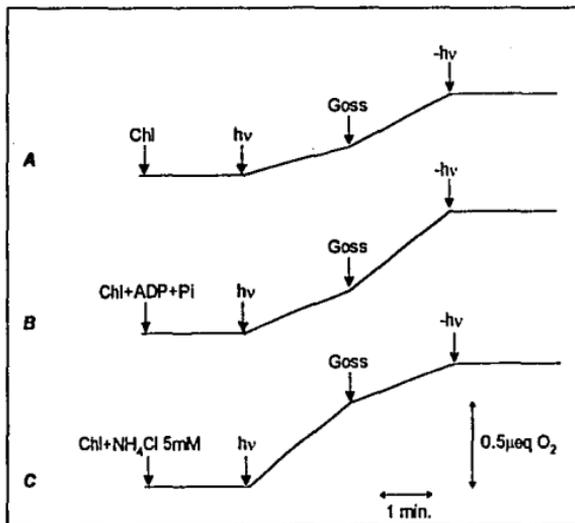 -hν
Goss
Chl
hν
A
-hν
Goss
Chl+ADP+Pi
hν
B
-hν
Goss
Chl+NH₄Cl 5mM
hν
0.5μeq O₂
C
1 min.